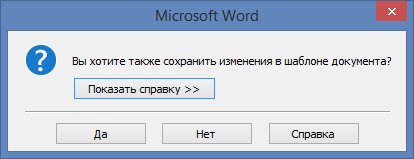 Microsoft Word
Вы хотите также сохранить изменения в шаблоне документа?
Показать справку >>
Да Нет Справка